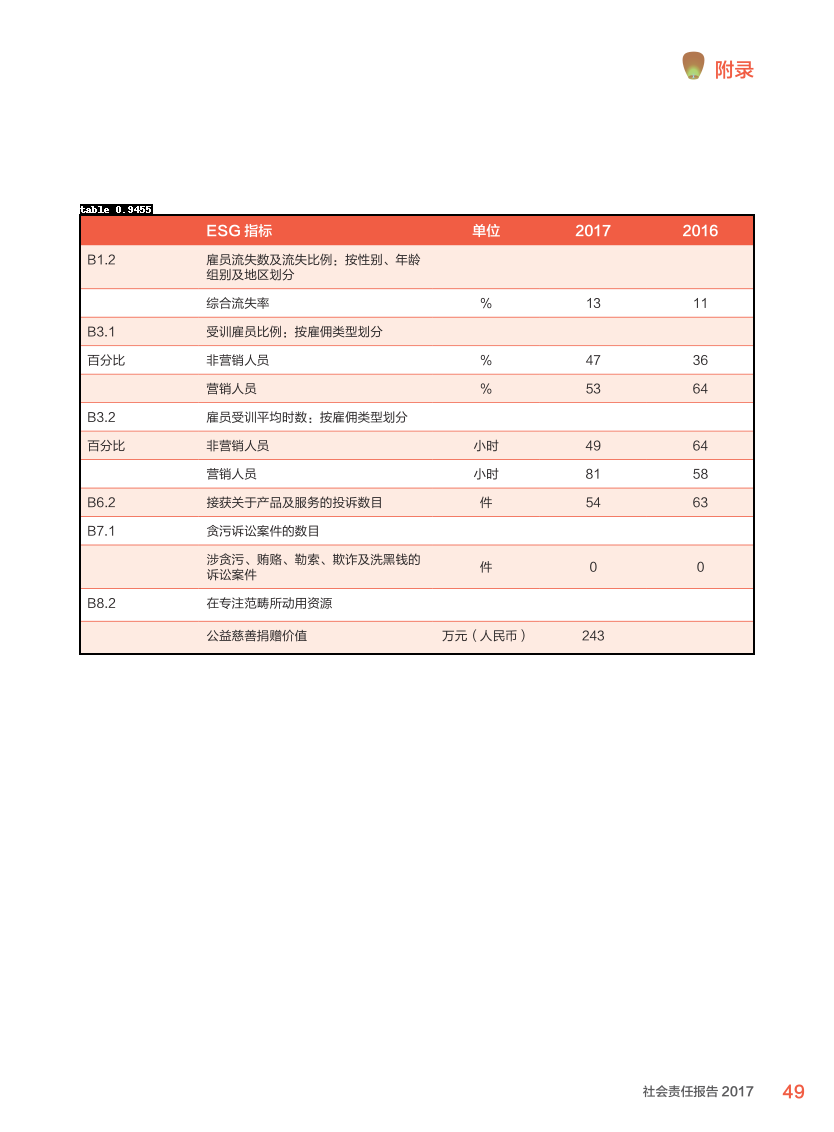 附录
table 0.9455
ESG 指标 单位 2017 2016
B1.2 雇员流失数及流失比例；按性别、年龄
组别及地区划分
综合流失率 % 13 11
B3.1 受训雇员比例；按雇佣类型划分
百分比 非营销人员 % 47 36
营销人员 % 53 64
B3.2 雇员受训平均时数；按雇佣类型划分
百分比 非营销人员 小时 49 64
营销人员 小时 81 58
B6.2 接获关于产品及服务的投诉数目 件 54 63
B7.1 贪污诉讼案件的数目
涉贪污、贿赂、勒索、欺诈及洗黑钱的
诉讼案件 件 0 0
B8.2 在专注范畴所动用资源
公益慈善捐赠价值 万元（人民币） 243
社会责任报告 2017 49